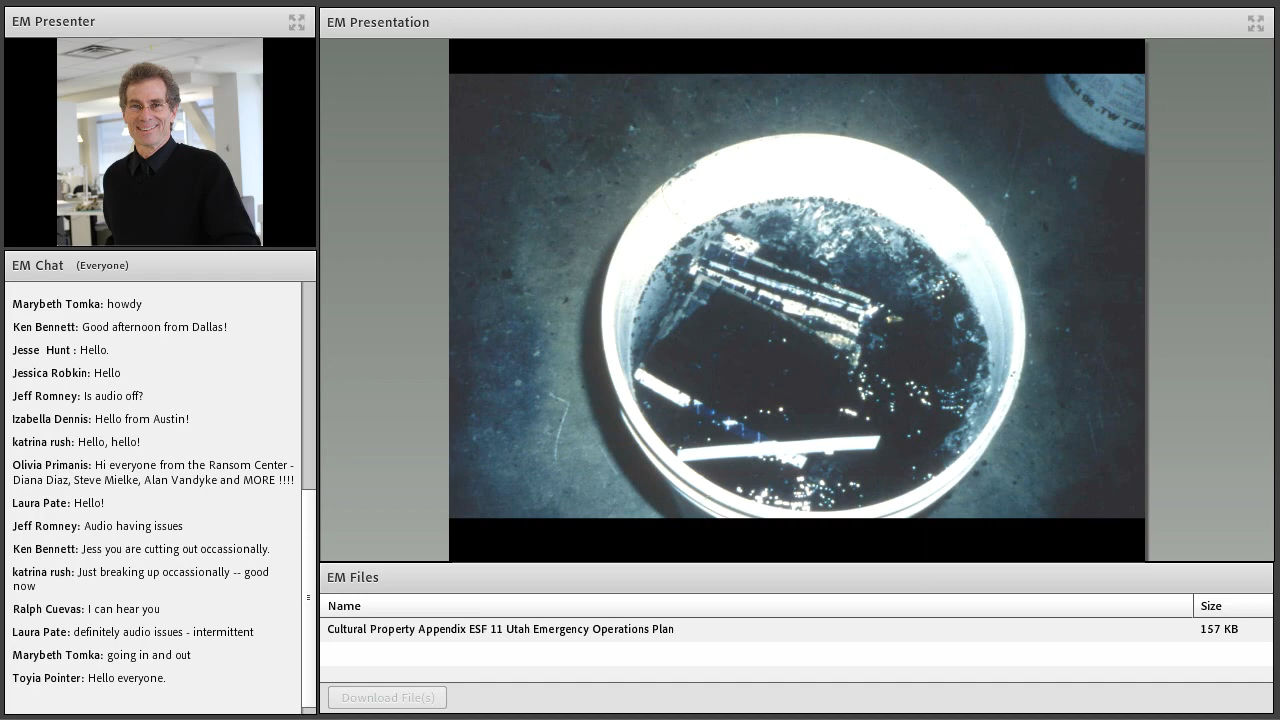 EM Presenter
EM Chat (Everyone)
Marybeth Tomka: howdy
Ken Bennett: Good afternoon from Dallas!
Jesse Hunt : Hello.
Jessica Robkin: Hello
Jeff Romney: Is audio off?
Izabella Dennis: Hello from Austin!
katrina rush: Hello, hello!
Olivia Primanis: Hi everyone from the Ransom Center -
Diana Diaz, Steve Mielke, Alan Vandyke and MORE !!!!
Laura Pate: Hello!
Jeff Romney: Audio having issues
Ken Bennett: Jess you are cutting out occassionally.
katrina rush: Just breaking up occassionally -- good
now
Ralph Cuevas: I can hear you
Laura Pate: definitely audio issues - intermittent
Marybeth Tomka: going in and out
Toyia Pointer: Hello everyone.
EM Presentation
NET WT. 90 L
EM Files
Name Size
Cultural Property Appendix ESF 11 Utah Emergency Operations Plan 157 KB
Download File(s)